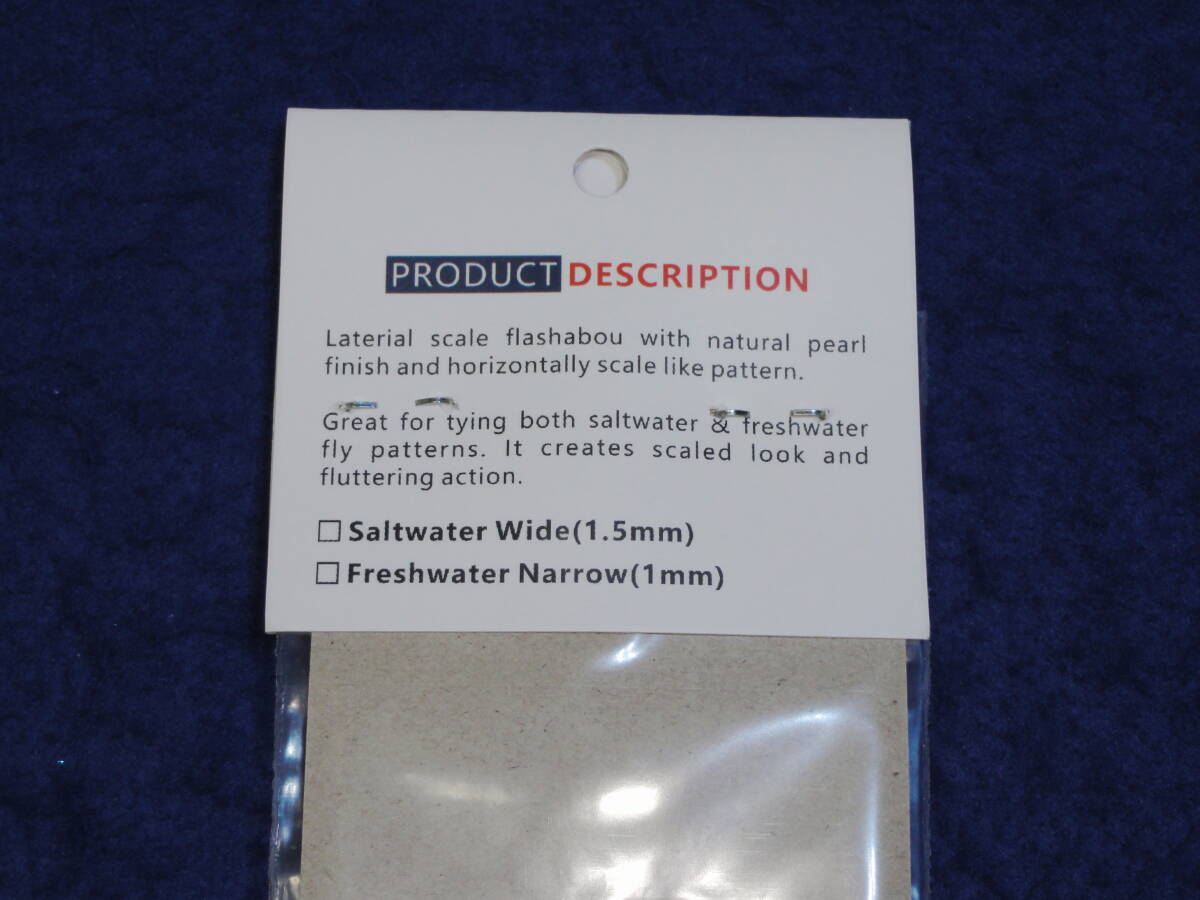 PRODUCT DESCRIPTION
Laterial scale flashabou with natural pearl
finish and horizontally scale like pattern.
Great for tying both saltwater & freshwater
fly patterns. It creates scaled look and
fluttering action.
☐ Saltwater Wide(1.5mm)
☐ Freshwater Narrow(1mm)